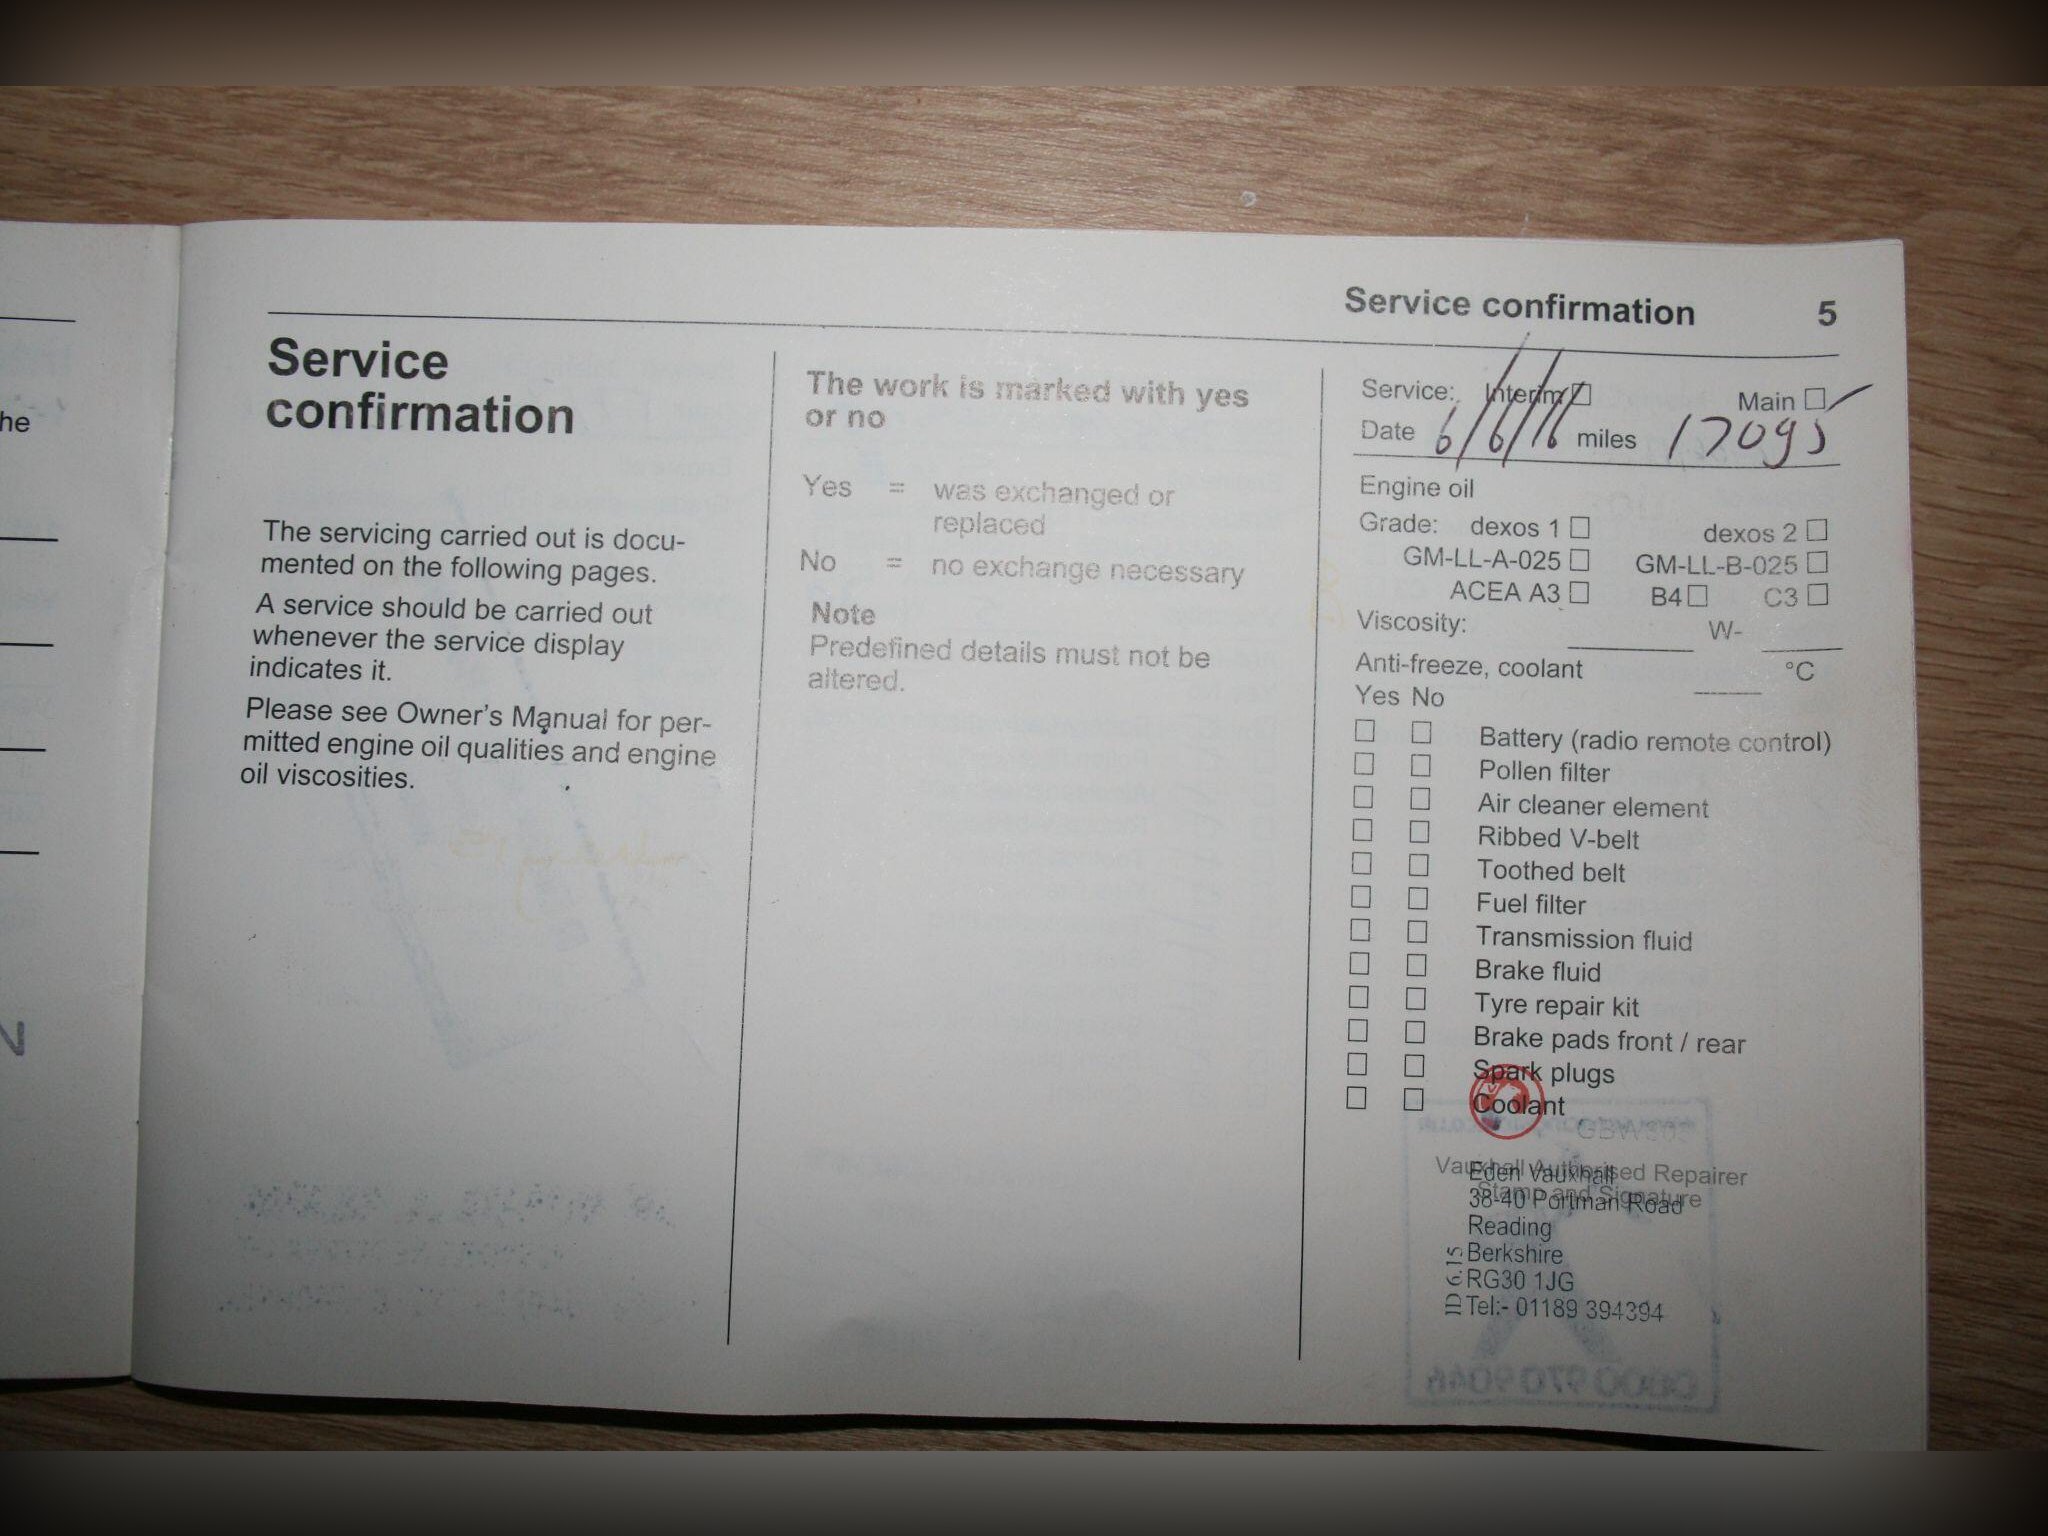 he
N
Service confirmation 5
Service
confirmation
The servicing carried out is docu-
mented on the following pages.
A service should be carried out
whenever the service display
indicates it.
Please see Owner's Manual for per-
mitted engine oil qualities and engine
oil viscosities.
The work is marked with yes
or no
Yes = was exchanged or
replaced
No = no exchange necessary
Note
Predefined details must not be
altered.
Service: Interim Main
Date 6/6/16 miles 17095
Engine oil
Grade: dexos 1 dexos 2
GM-LL-A-025 GM-LL-B-025
ACEA A3 B4 C3
Viscosity: W-
Anti-freeze, coolant °C
Yes No
Battery (radio remote control)
Pollen filter
Air cleaner element
Ribbed V-belt
Toothed belt
Fuel filter
Transmission fluid
Brake fluid
Tyre repair kit
Brake pads front / rear
Spark plugs
Coolant
Vauxhall Authorised Repairer
Stamp and Signature
Eden Vauxhall
38-40 Portman Road
Reading
Berkshire
RG30 1JG
Tel:- 01189 394394